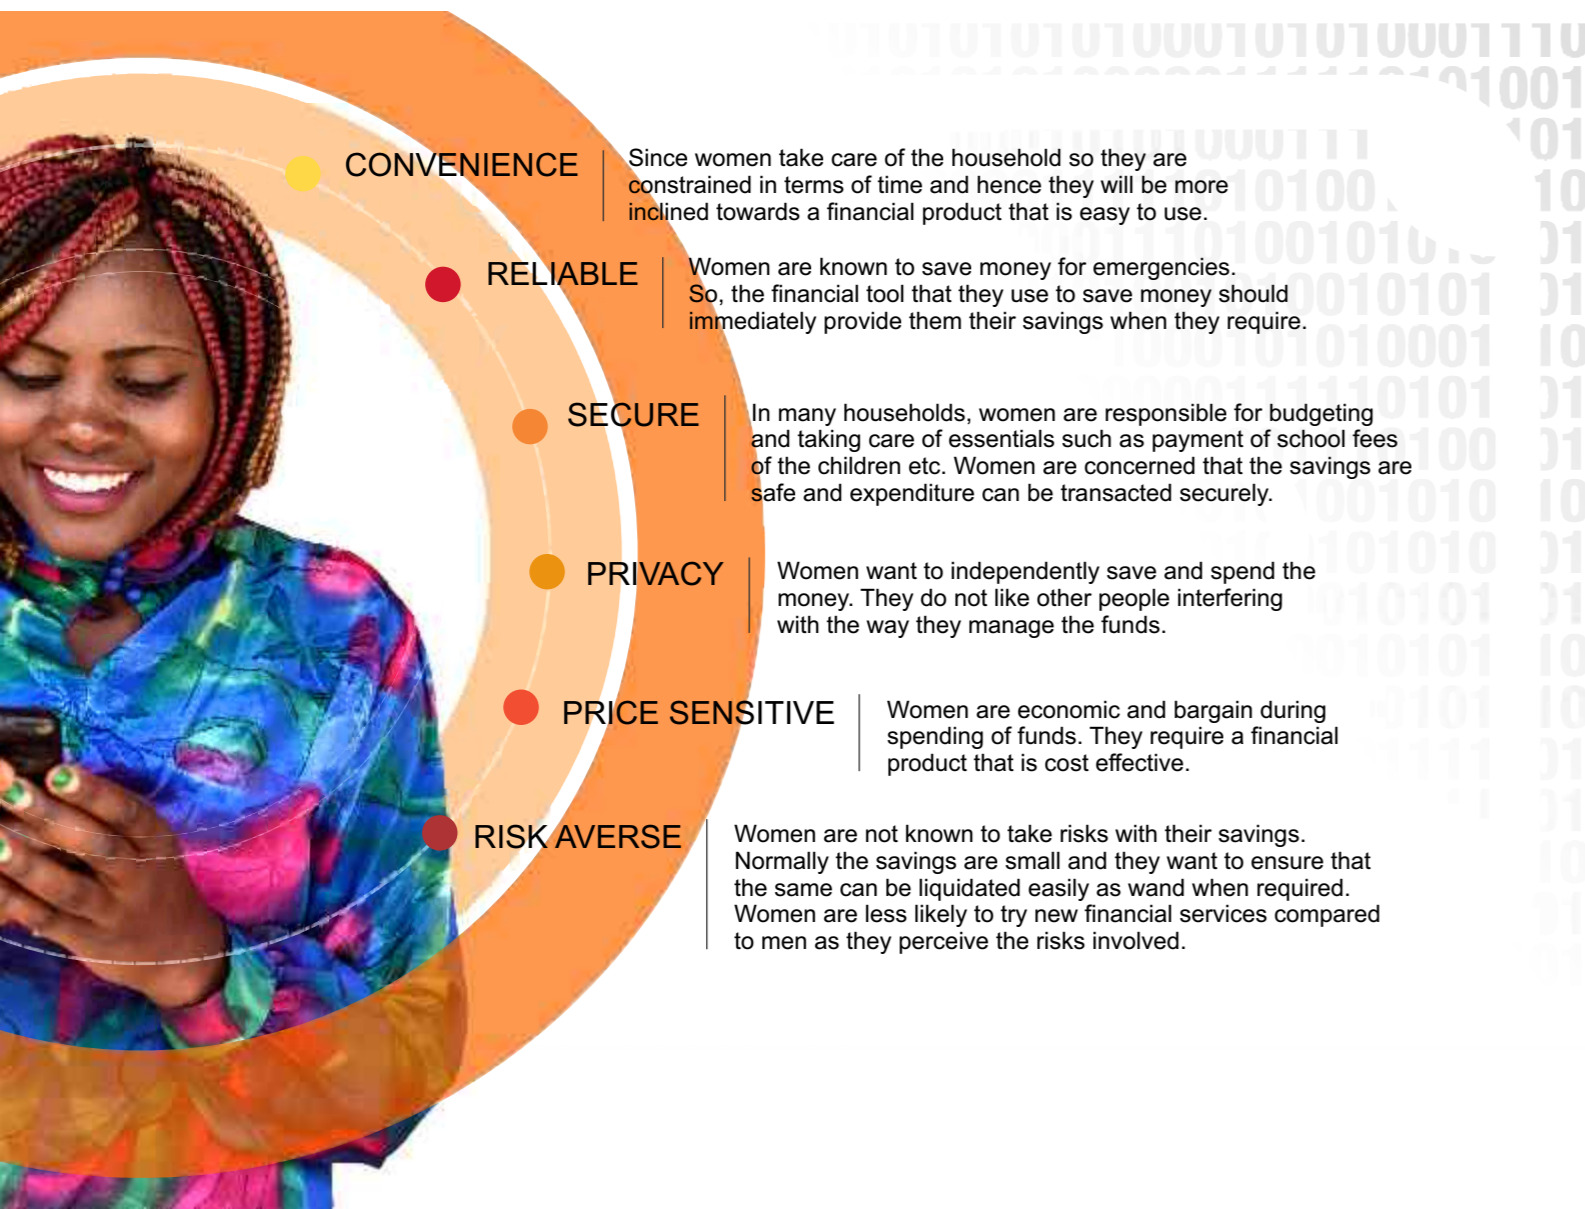 CONVENIENCE
Since women take care of the household so they are
constrained in terms of time and hence they will be more
inclined towards a financial product that is easy to use.
RELIABLE
Women are known to save money for emergencies.
So, the financial tool that they use to save money should
immediately provide them their savings when they require.
SECURE
In many households, women are responsible for budgeting
and taking care of essentials such as payment of school fees
of the children etc. Women are concerned that the savings are
safe and expenditure can be transacted securely.
PRIVACY
Women want to independently save and spend the
money. They do not like other people interfering
with the way they manage the funds.
PRICE SENSITIVE
Women are economic and bargain during
spending of funds. They require a financial
product that is cost effective.
RISK AVERSE
Women are not known to take risks with their savings.
Normally the savings are small and they want to ensure that
the same can be liquidated easily as wand when required.
Women are less likely to try new financial services compared
to men as they perceive the risks involved.